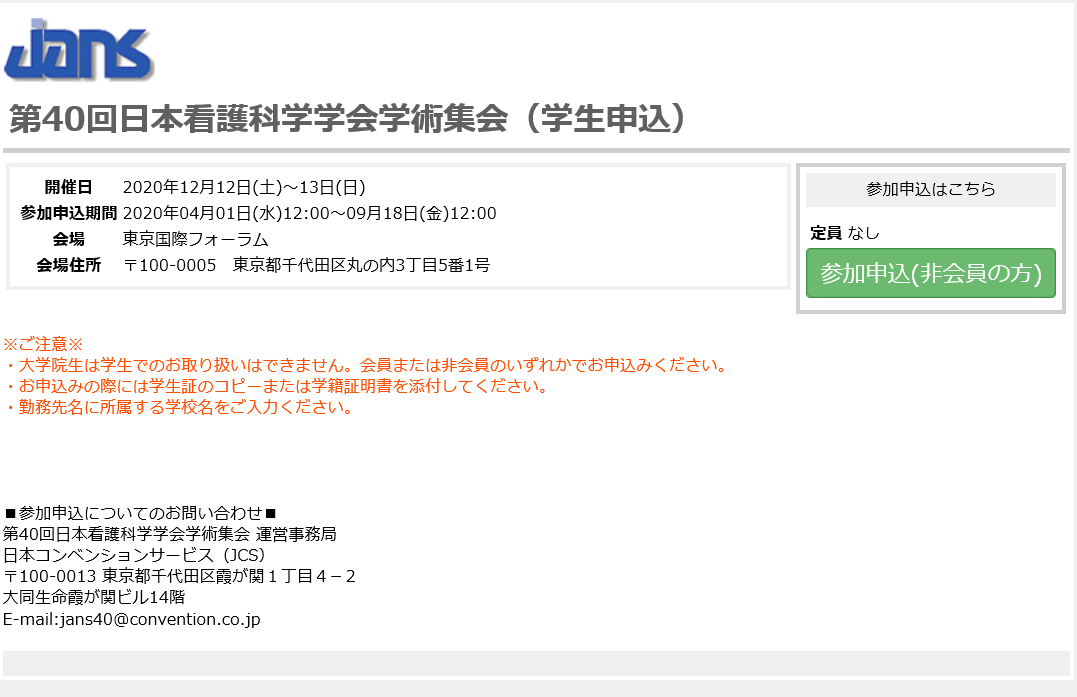 JANS
第40回日本看護科学学会学術集会（学生申込）
開催日 2020年12月12日(土)～13日(日)
参加申込期間 2020年04月01日(水)12:00～09月18日(金)12:00
会場 東京国際フォーラム
会場住所 〒100-0005　東京都千代田区丸の内3丁目5番1号
参加申込はこちら
定員 なし
参加申込(非会員の方)
※ご注意※
・大学院生は学生でのお取り扱いはできません。会員または非会員のいずれかでお申込みください。
・お申込みの際には学生証のコピーまたは学籍証明書を添付してください。
・勤務先名に所属する学校名をご入力ください。
■参加申込についてのお問い合わせ■
第40回日本看護科学学会学術集会 運営事務局
日本コンベンションサービス（JCS）
〒100-0013 東京都千代田区霞が関１丁目４－２
大同生命霞が関ビル14階
E-mail:jans40@convention.co.jp